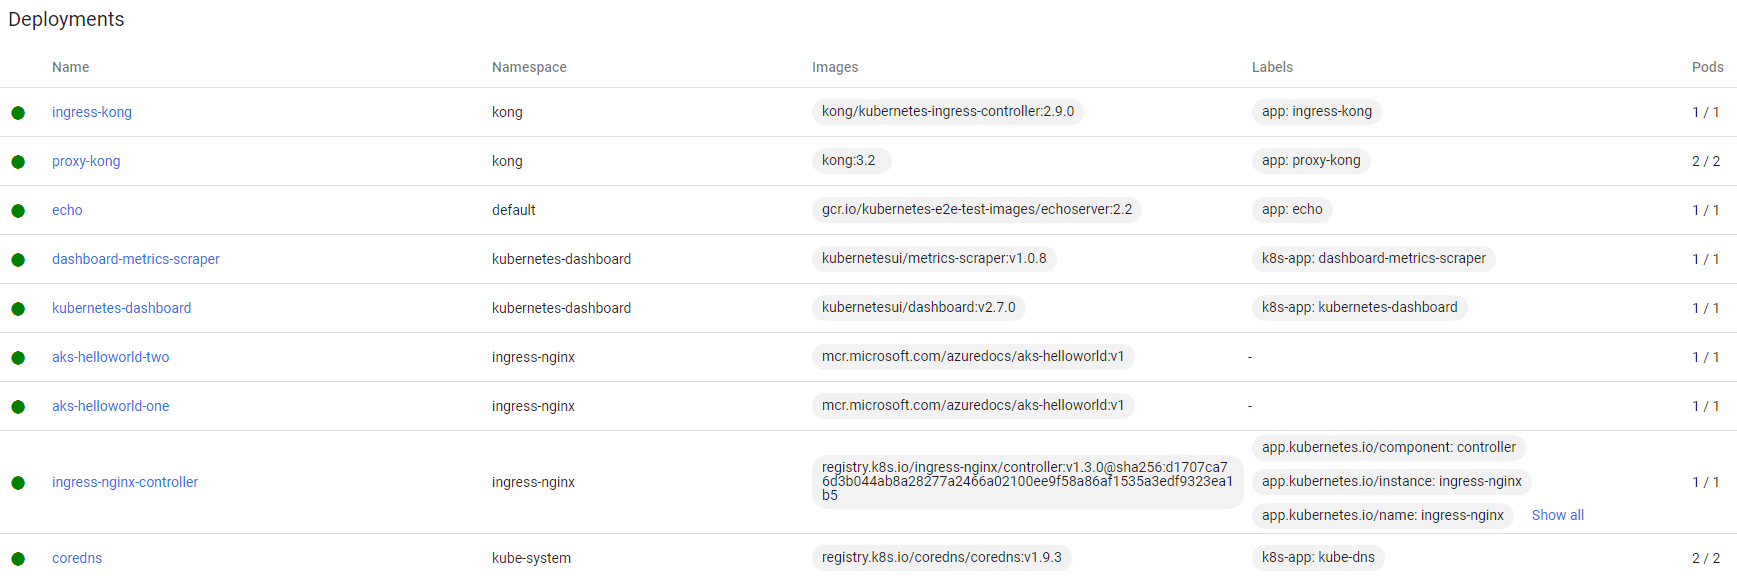 Deployments
Name Namespace Images Labels Pods
ingress-kong kong kong/kubernetes-ingress-controller:2.9.0 app: ingress-kong 1 / 1
proxy-kong kong kong:3.2 app: proxy-kong 2 / 2
echo default gcr.io/kubernetes-e2e-test-images/echoserver:2.2 app: echo 1 / 1
dashboard-metrics-scraper kubernetes-dashboard kubernetesui/metrics-scraper:v1.0.8 k8s-app: dashboard-metrics-scraper 1 / 1
kubernetes-dashboard kubernetes-dashboard kubernetesui/dashboard:v2.7.0 k8s-app: kubernetes-dashboard 1 / 1
aks-helloworld-two ingress-nginx mcr.microsoft.com/azuredocs/aks-helloworld:v1 - 1 / 1
aks-helloworld-one ingress-nginx mcr.microsoft.com/azuredocs/aks-helloworld:v1 - 1 / 1
app.kubernetes.io/component: controller
registry.k8s.io/ingress-nginx/controller:v1.3.0@sha256:d1707ca7
ingress-nginx-controller ingress-nginx 6d3b044ab8a28277a2466a02100ee9f58a86af1535a3edf9323ea1 app.kubernetes.io/instance: ingress-nginx 1 / 1
b5
app.kubernetes.io/name: ingress-nginx Show all
coredns kube-system registry.k8s.io/coredns/coredns:v1.9.3 k8s-app: kube-dns 2 / 2